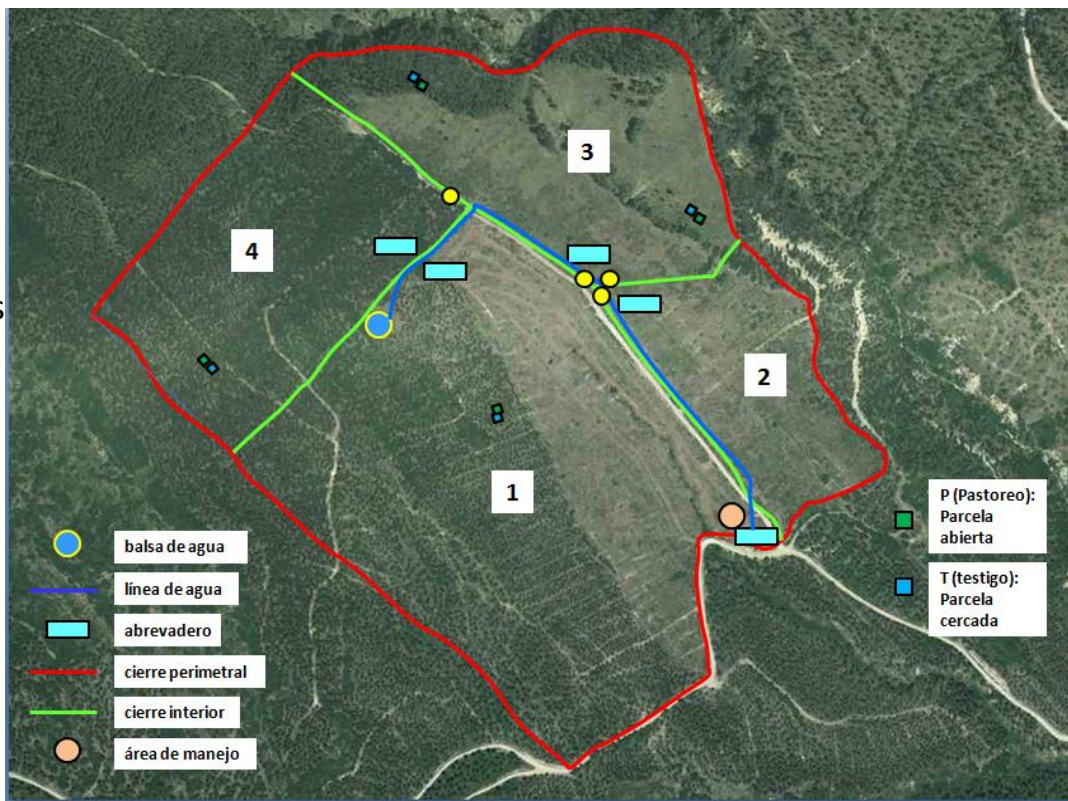 3
4
s
2
1
P (Pastoreo):
Parcela
abierta
T (testigo):
Parcela
cercada
balsa de agua
línea de agua
abrevadero
cierre perimetral
cierre interior
área de manejo